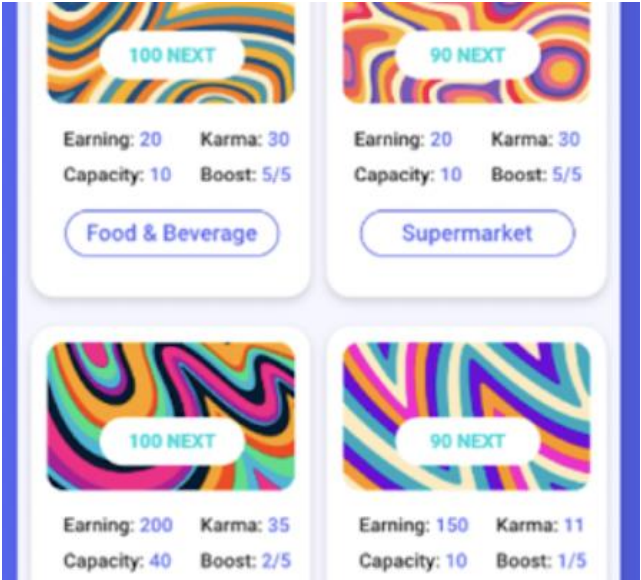 100 NEXT
90 NEXT
Earning: 20 Karma: 30
Capacity: 10 Boost: 5/5
Food & Beverage
Earning: 20 Karma: 30
Capacity: 10 Boost: 5/5
Supermarket
100 NEXT
90 NEXT
Earning: 200 Karma: 35
Capacity: 40 Boost: 2/5
Earning: 150 Karma: 11
Capacity: 10 Boost: 1/5